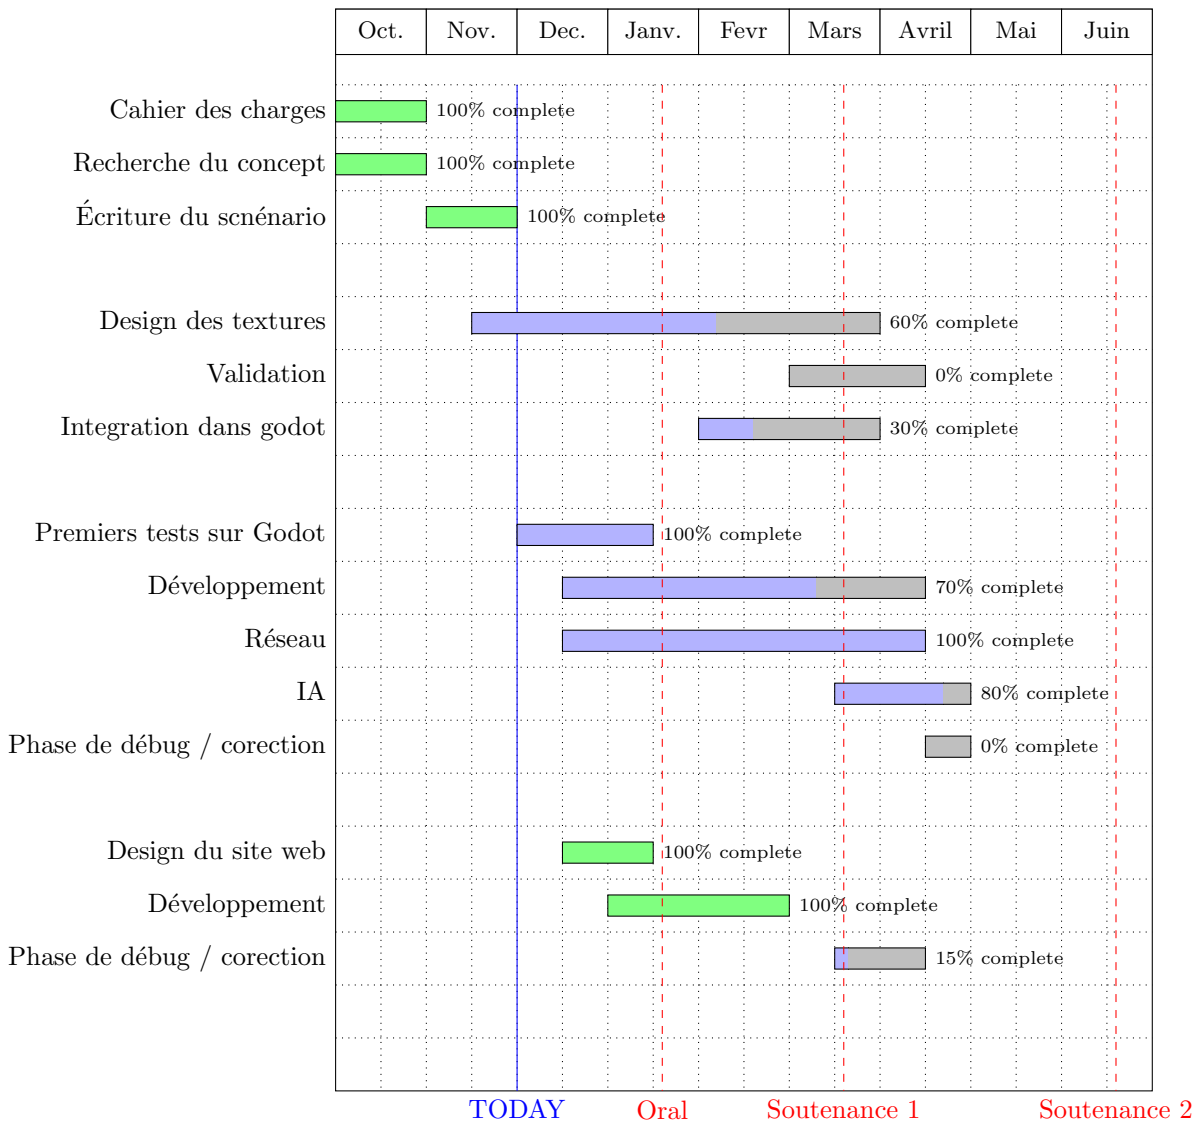 Oct. Nov. Dec. Janv. Fevr Mars Avril Mai Juin
Cahier des charges 100% complete
Recherche du concept 100% complete
Écriture du scnénario 100% complete
Design des textures 60% complete
Validation 0% complete
Integration dans godot 30% complete
Premiers tests sur Godot 100% complete
Développement 70% complete
Réseau 100% complete
IA 80% complete
Phase de débug / corection 0% complete
Design du site web 100% complete
Développement 100% complete
Phase de débug / corection 15% complete
TODAY Oral Soutenance 1 Soutenance 2